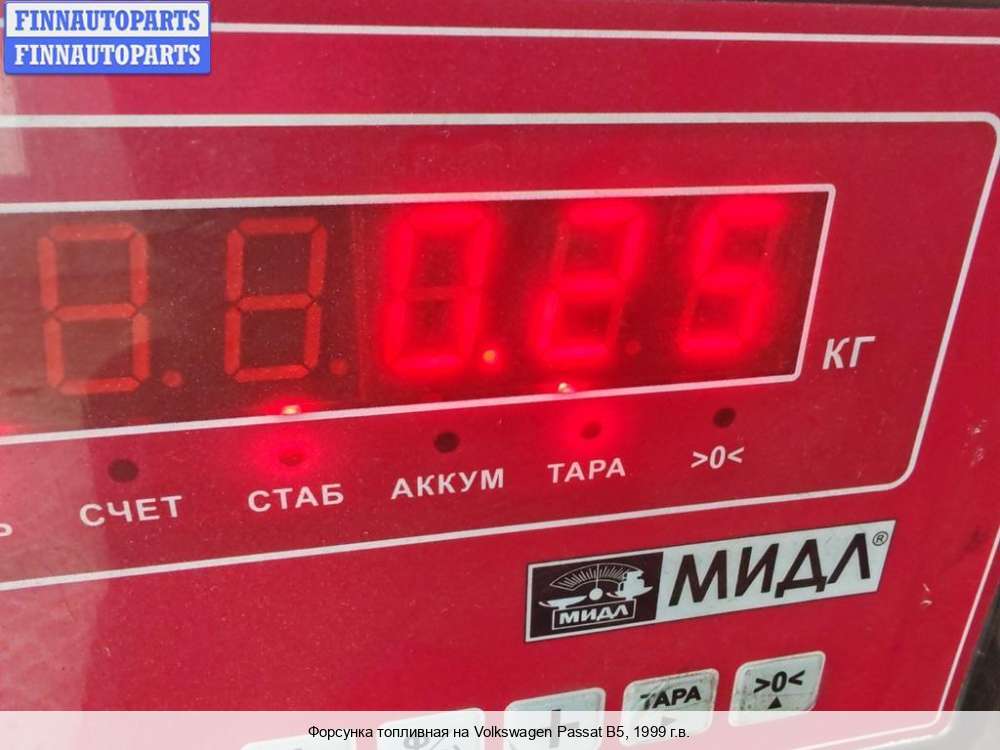 FINNAUTOPARTS
FINNAUTOPARTS
0.25
КГ
СЧЕТ
СТАБ
АККУМ
ТАРА
>0<
МИДЛ
МИДЛ®
ТАРА
>0<
Форсунка топливная на Volkswagen Passat B5, 1999 г.в.